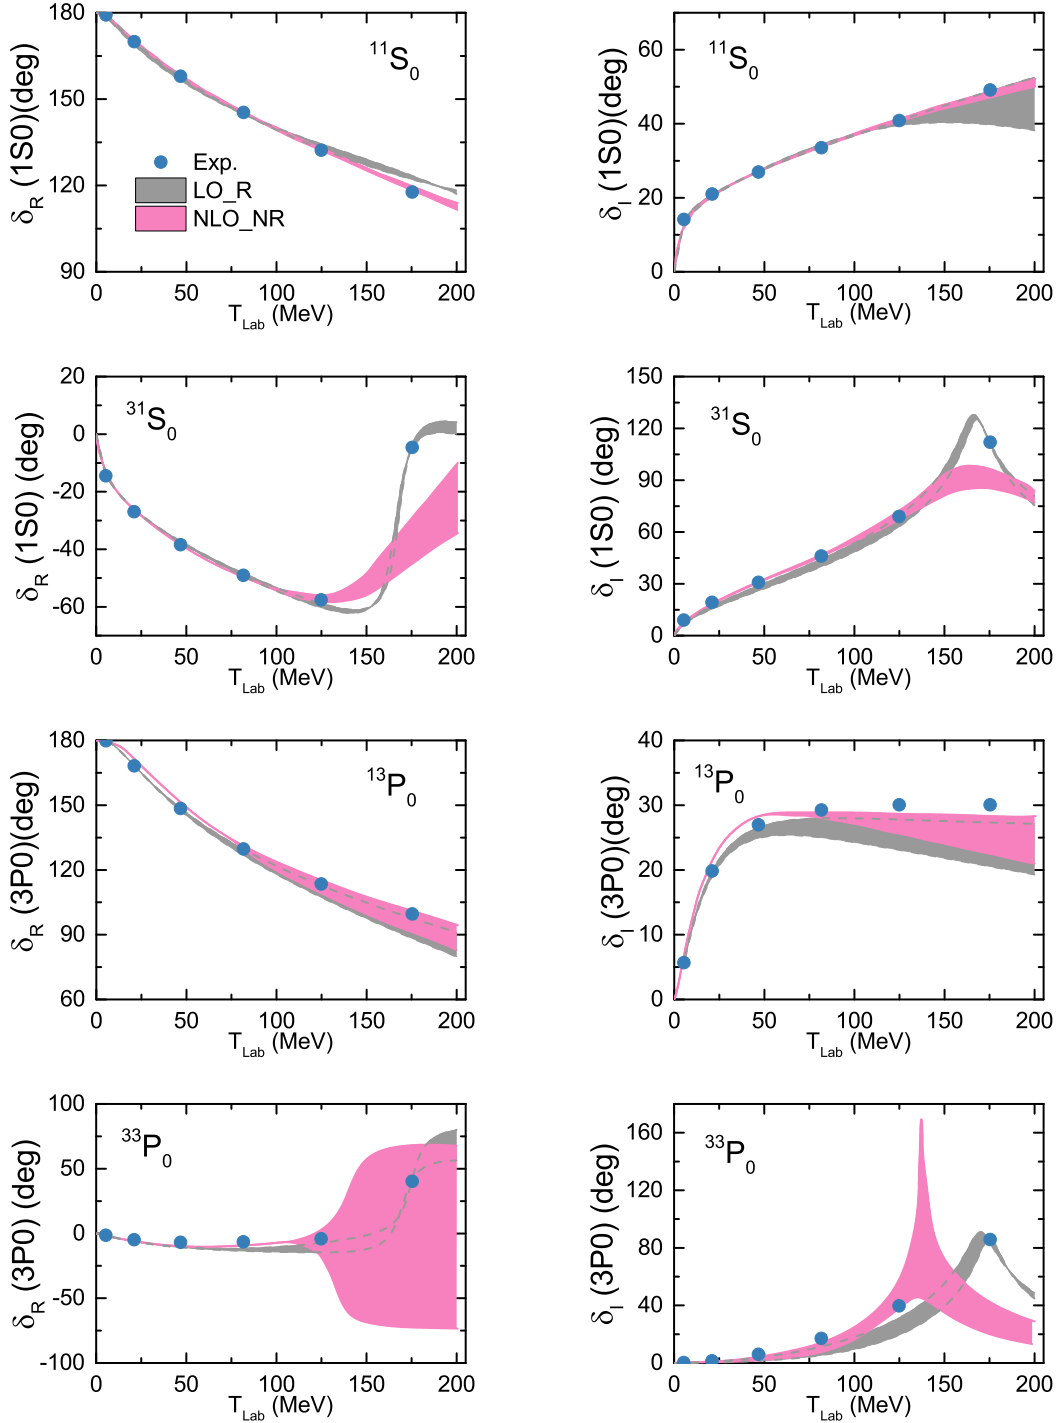 δR (1S0)(deg)
180
150
120
90
11S0
Exp.
LO_R
NLO_NR
0 50 100 150 200
TLab (MeV)
δI (1S0)(deg)
60
40
20
0
11S0
0 50 100 150 200
TLab (MeV)
δR (1S0) (deg)
20
0
-20
-40
-60
31S0
0 50 100 150 200
TLab (MeV)
δI (1S0) (deg)
150
120
90
60
30
0
31S0
0 50 100 150 200
TLab (MeV)
δR (3P0)(deg)
180
150
120
90
60
13P0
0 50 100 150 200
TLab (MeV)
δI (3P0)(deg)
40
30
20
10
0
13P0
0 50 100 150 200
TLab (MeV)
δR (3P0) (deg)
100
50
0
-50
-100
33P0
0 50 100 150 200
TLab (MeV)
δI (3P0) (deg)
160
120
80
40
0
33P0
0 50 100 150 200
TLab (MeV)